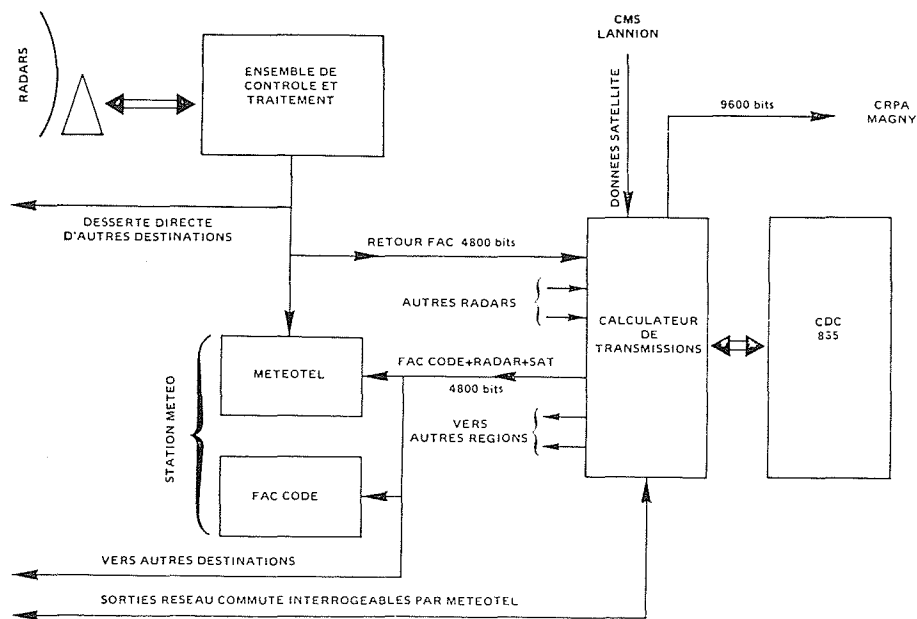 CMS
LANNION
RADARS
ENSEMBLE DE
CONTROLE ET
TRAITEMENT
DONNEES SATELLITE
9600 bits
CRPA
MAGNY
DESSERTE DIRECTE
D'AUTRES DESTINATIONS
RETOUR FAC 4800 bits
AUTRES RADARS
CALCULATEUR
DE
TRANSMISSIONS
CDC
835
STATION METEO
METEOTEL
FAC CODE+RADAR+SAT
4800 bits
VERS
AUTRES REGIONS
FAC CODE
VERS AUTRES DESTINATIONS
SORTIES RESEAU COMMUTE INTERROGEABLES PAR METEOTEL